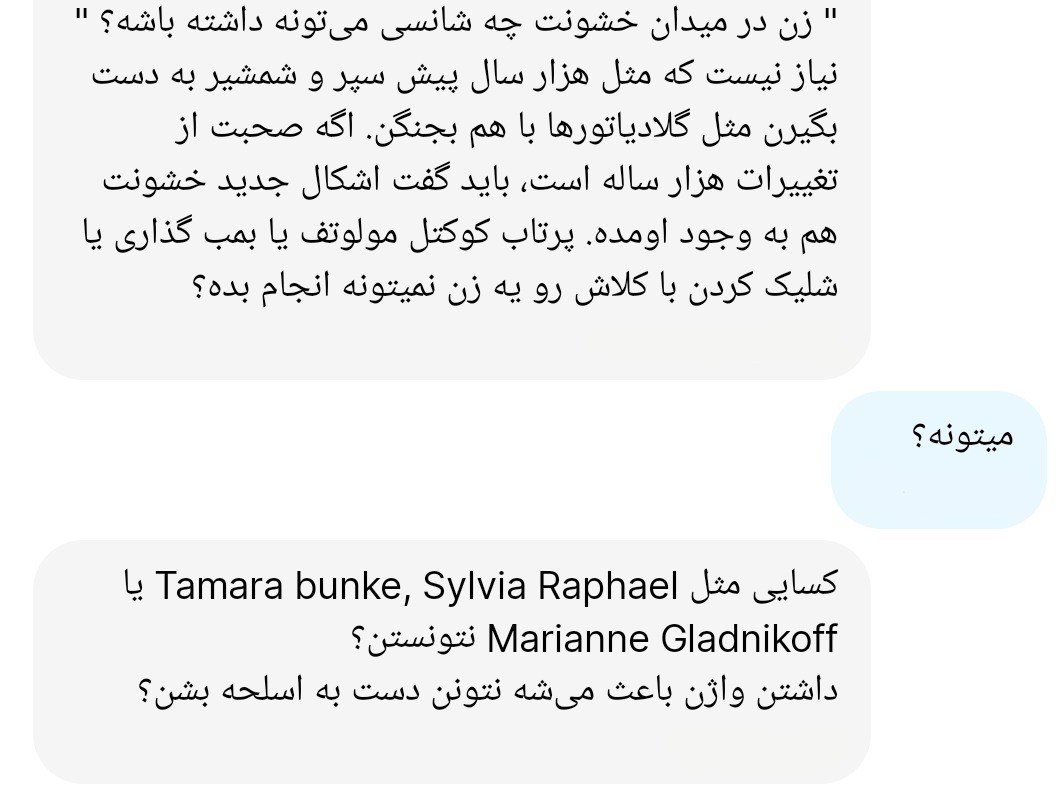 " زن در میدان خشونت چه شانسی می‌تونه داشته باشه؟ "
نیاز نیست که مثل هزار سال پیش سپر و شمشیر به دست
بگیرن مثل گلادیاتورها با هم بجنگن. اگه صحبت از
تغییرات هزار ساله است، باید گفت اشکال جدید خشونت
هم به وجود اومده. پرتاب کوکتل مولوتف یا بمب گذاری یا
شلیک کردن با کلاش رو یه زن نمیتونه انجام بده؟
میتونه؟
کسایی مثل Tamara bunke, Sylvia Raphael یا
Marianne Gladnikoff نتونستن؟
داشتن واژن باعث می‌شه نتونن دست به اسلحه بشن؟